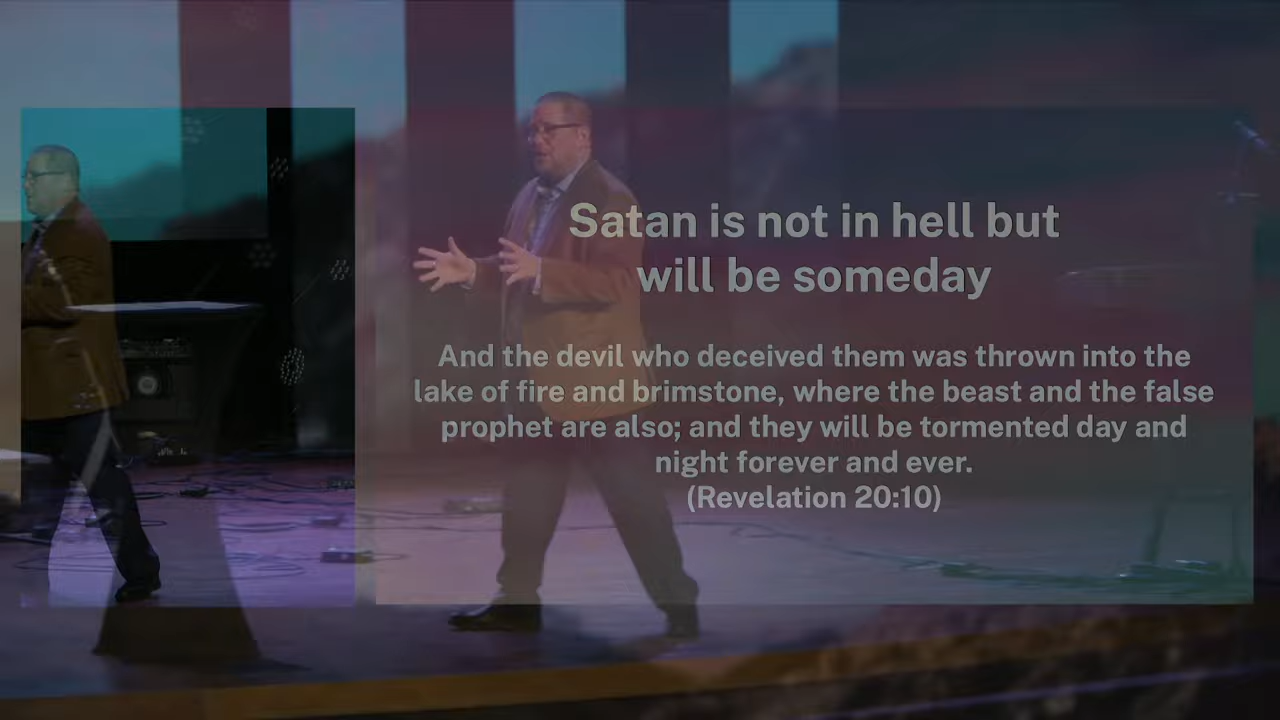 Satan is not in hell but
will be someday
And the devil who deceived them was thrown into the
lake of fire and brimstone, where the beast and the false
prophet are also; and they will be tormented day and
night forever and ever.
(Revelation 20:10)